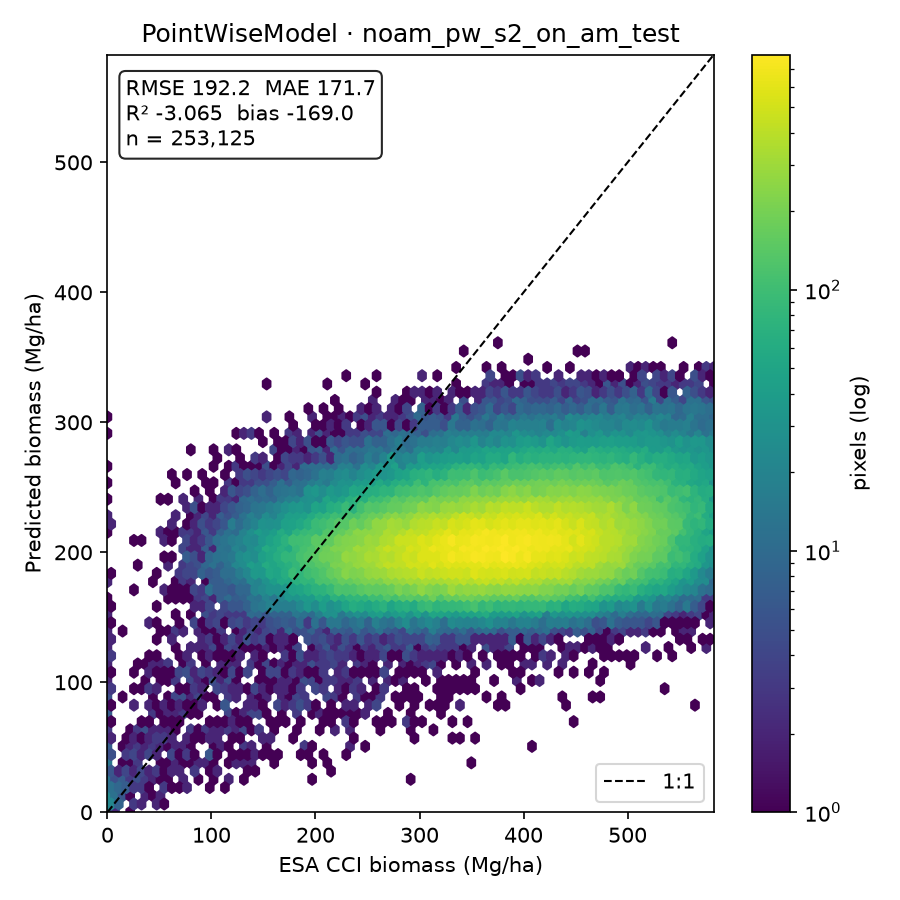 PointWiseModel · noam_pw_s2_on_am_test
RMSE 192.2  MAE 171.7
R² -3.065  bias -169.0
n = 253,125
Predicted biomass (Mg/ha)
500
400
300
200
100
0
0 100 200 300 400 500
ESA CCI biomass (Mg/ha)
1:1
10²
10¹
10⁰
pixels (log)